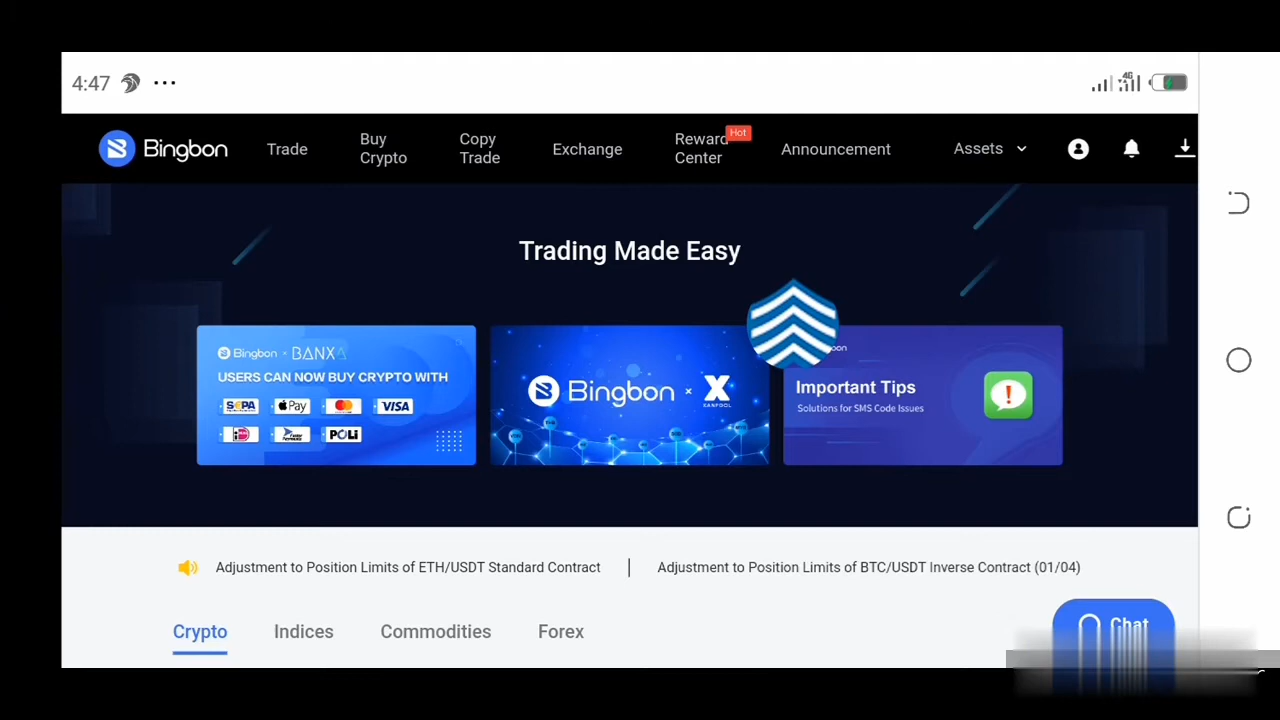 4:47
4G
Bingbon
Trade
Buy
Crypto
Copy
Trade
Exchange
Reward
Center
Hot
Announcement
Assets
Trading Made Easy
Bingbon × BANXA
USERS CAN NOW BUY CRYPTO WITH
SEPA
Pay
VISA
POLi
Bingbon × X
XANPOOL
Important Tips
Solutions for SMS Code Issues
Adjustment to Position Limits of ETH/USDT Standard Contract
Adjustment to Position Limits of BTC/USDT Inverse Contract (01/04)
Crypto
Indices
Commodities
Forex
Chat